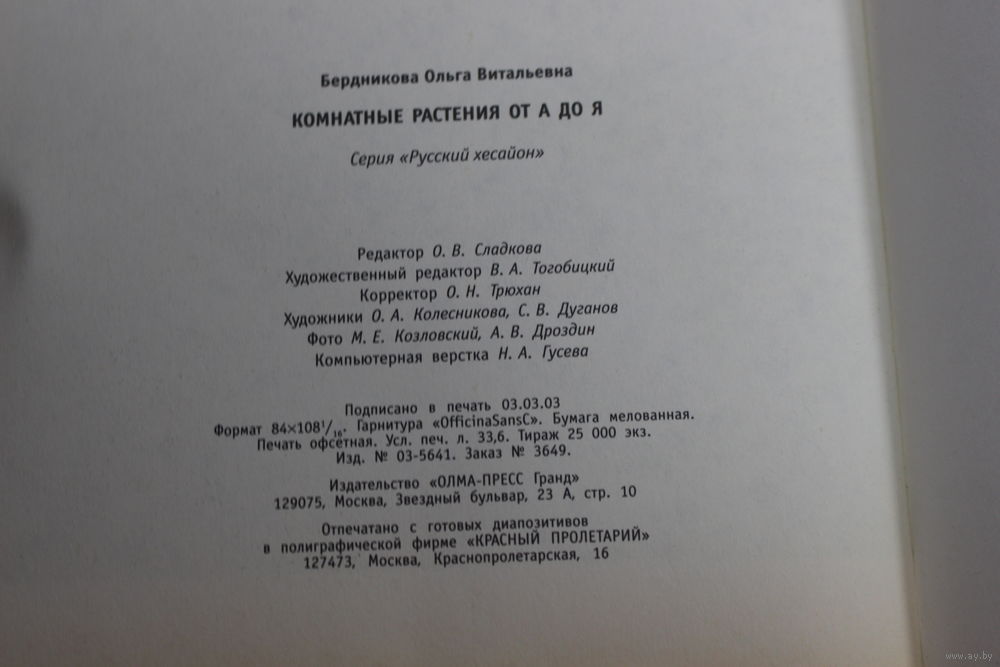 Бердникова Ольга Витальевна
КОМНАТНЫЕ РАСТЕНИЯ ОТ А ДО Я
Серия «Русский хесайон»
Редактор О. В. Сладкова
Художественный редактор В. А. Тогобицкий
Корректор О. Н. Трюхан
Художники О. А. Колесникова, С. В. Дуганов
Фото М. Е. Козловский, А. В. Дроздин
Компьютерная верстка Н. А. Гусева
Подписано в печать 03.03.03
Формат 84×108¹/₁₆. Гарнитура «OfficinaSansC». Бумага мелованная.
Печать офсетная. Усл. печ. л. 33,6. Тираж 25 000 экз.
Изд. № 03-5641. Заказ № 3649.
Издательство «ОЛМА-ПРЕСС Гранд»
129075, Москва, Звездный бульвар, 23 А, стр. 10
Отпечатано с готовых диапозитивов
в полиграфической фирме «КРАСНЫЙ ПРОЛЕТАРИЙ»
127473, Москва, Краснопролетарская, 16
www.ay.by